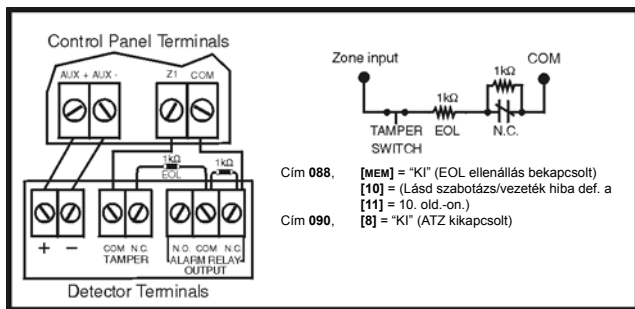 Control Panel Terminals
AUX + AUX -
Z1 COM
1kΩ
EOL
1kΩ
+ −
COM N.C.
TAMPER
N.O. COM N.C.
ALARM RELAY
OUTPUT
Detector Terminals
Zone input
COM
1kΩ
1kΩ
TAMPER
SWITCH
EOL
N.C.
Cím 088, [MEM] = “KI” (EOL ellenállás bekapcsolt)
[10] = (Lásd szabotázs/vezeték hiba def. a
[11] = 10. old.-on.)
Cím 090, [8] = “KI” (ATZ kikapcsolt)